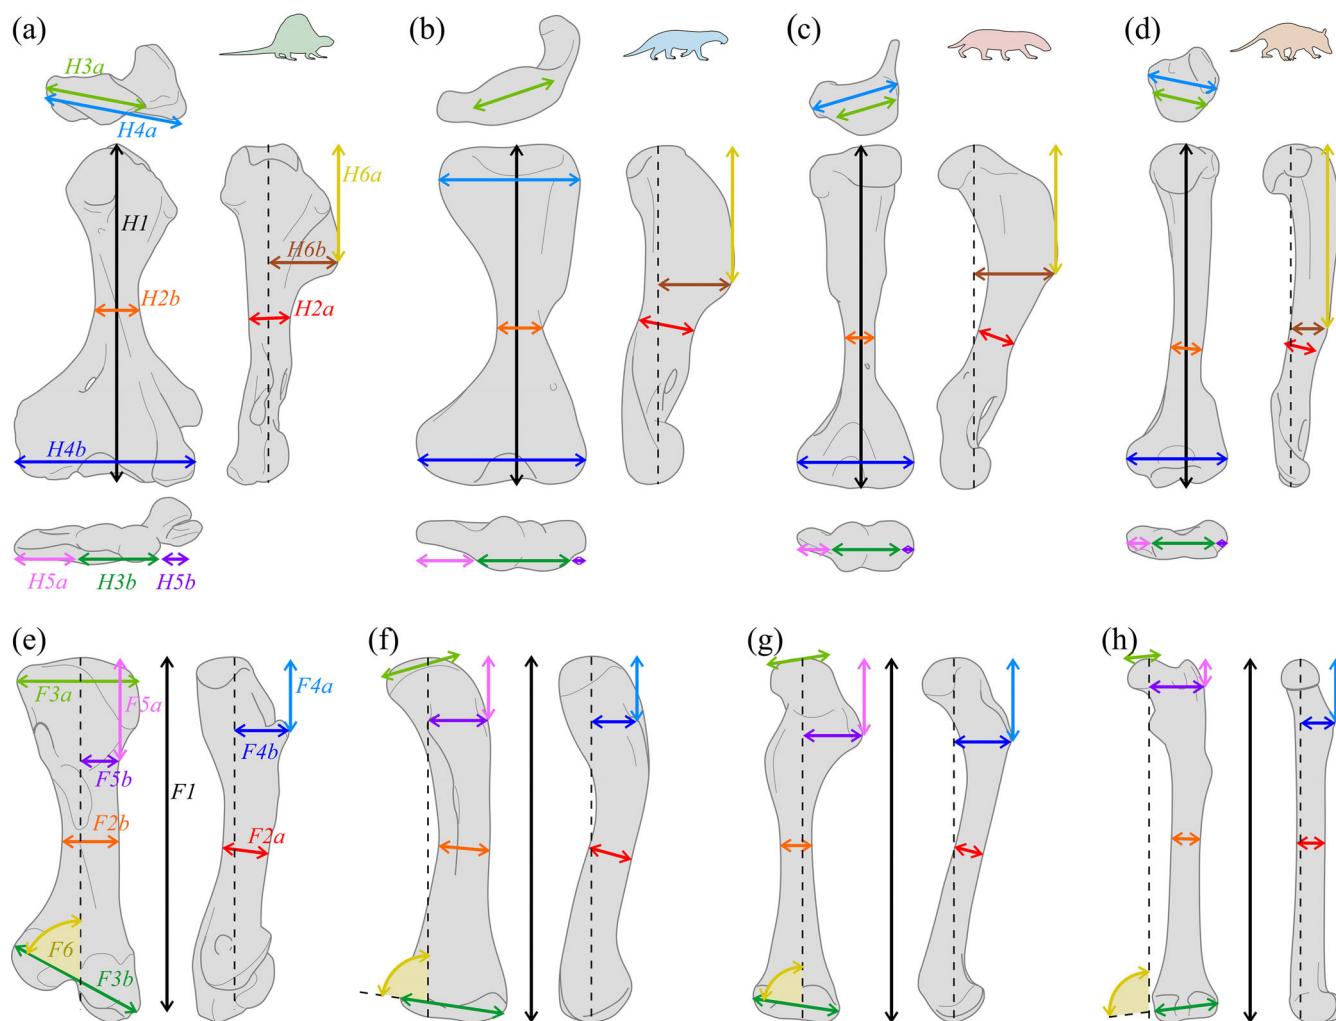 (a)
(b)
(c)
(d)
H3a
H4a
H6a
H1
H6b
H2b
H2a
H4b
H5a
H3b
H5b
(e)
(f)
(g)
(h)
F3a
F5a
F4a
F4b
F5b
F1
F2b
F2a
F6
F3b